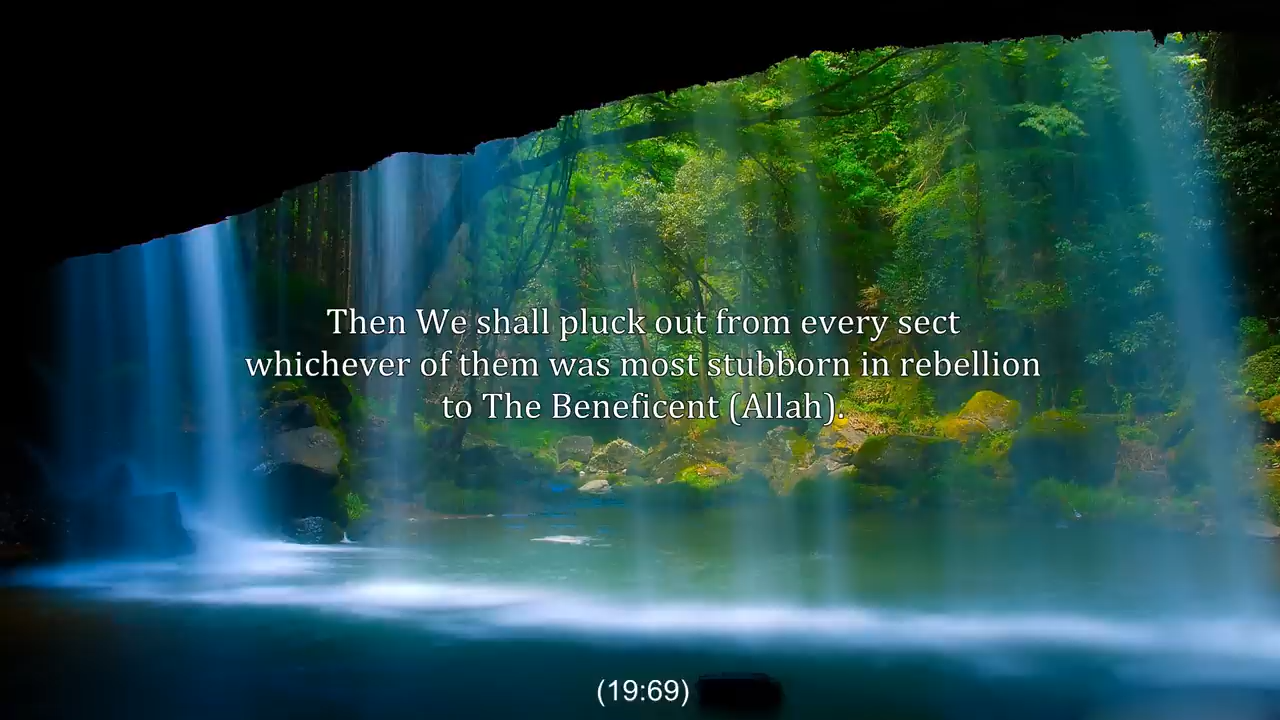 Then We shall pluck out from every sect
whichever of them was most stubborn in rebellion
to The Beneficent (Allah).
(19:69)